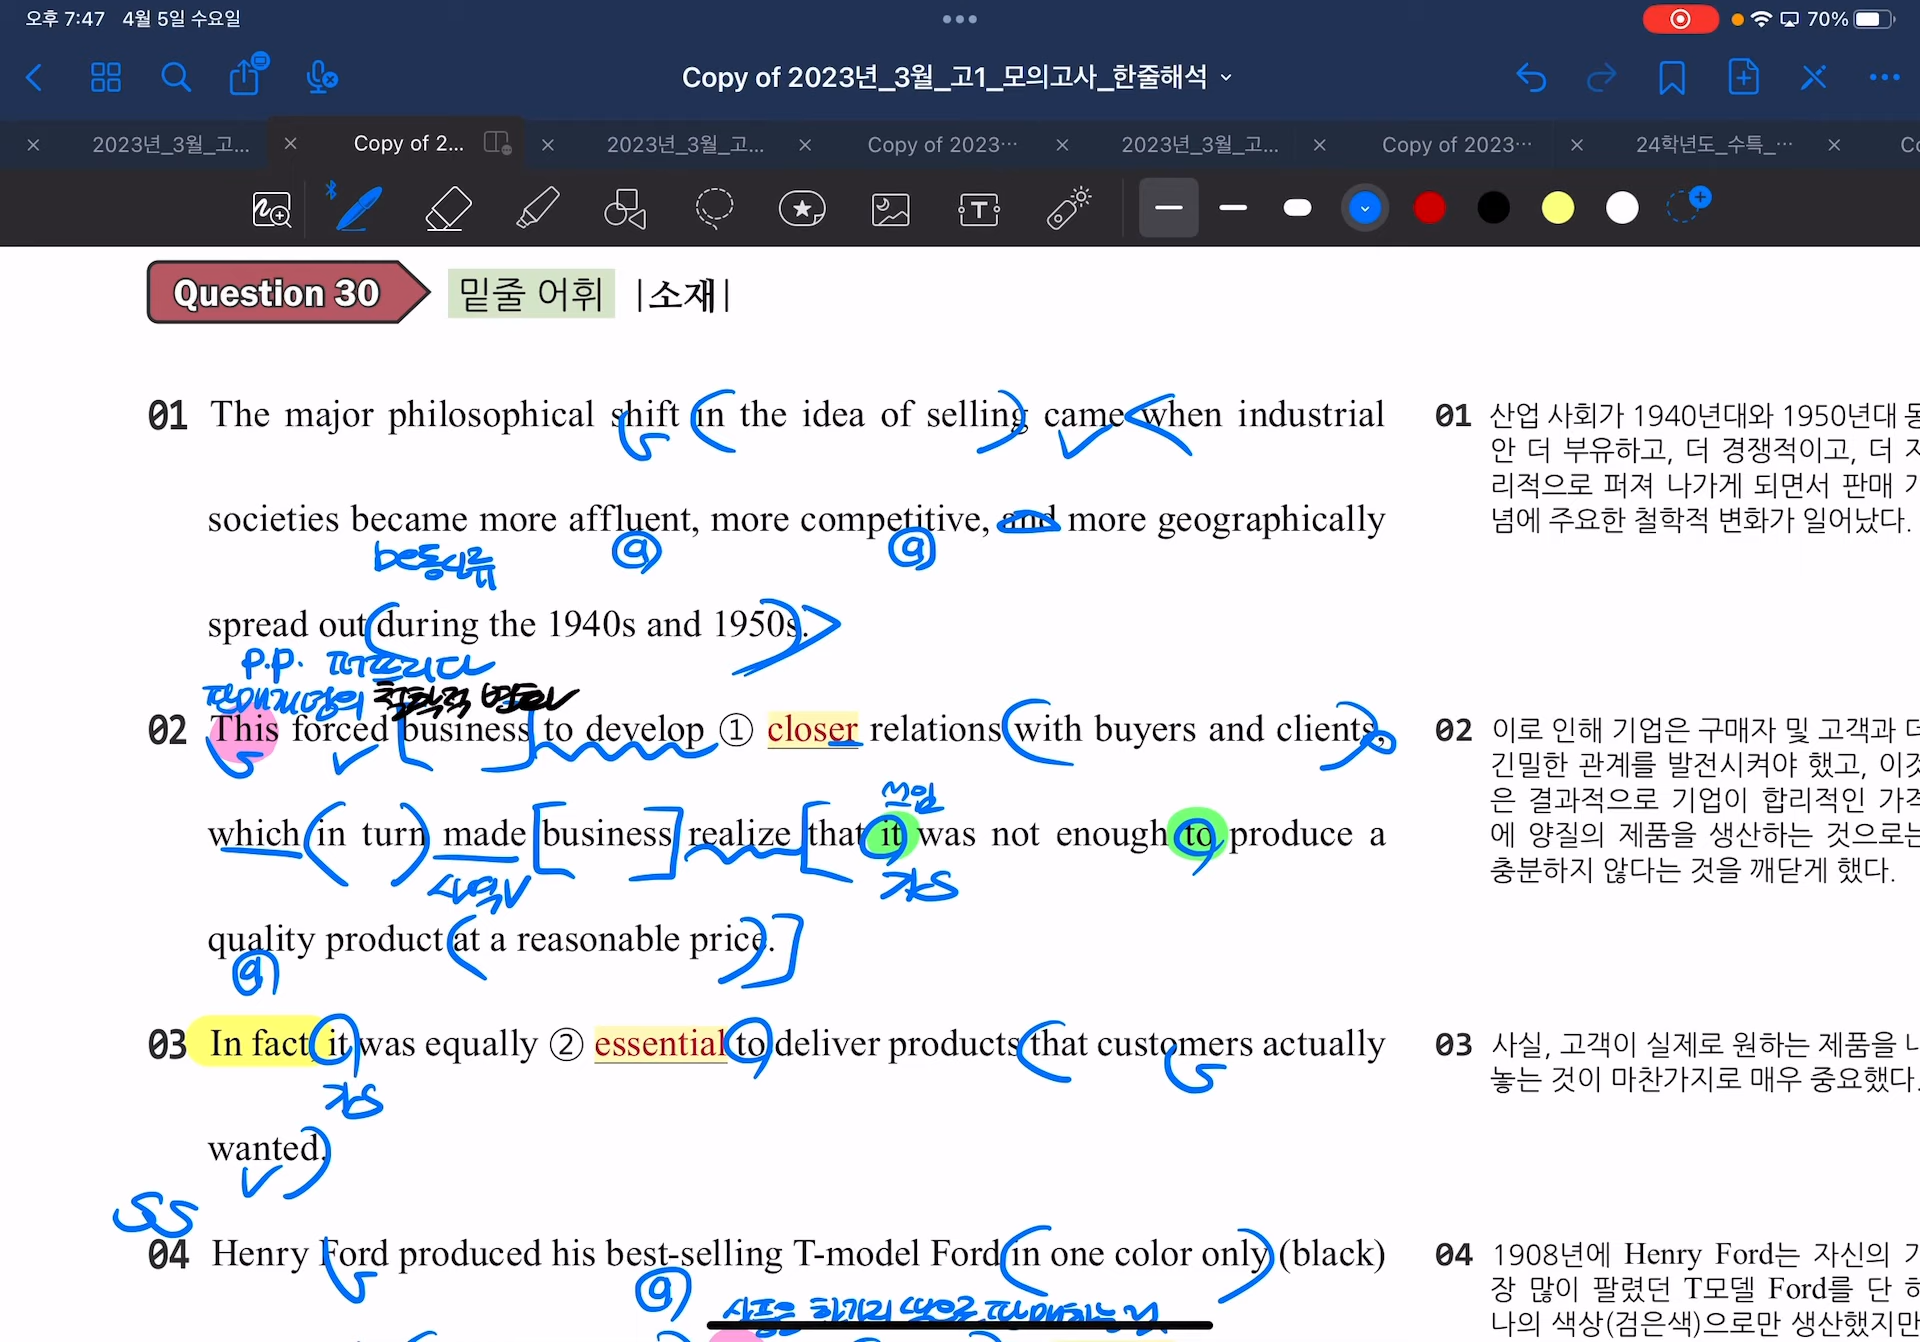 오후 7:47 4월 5일 수요일
70%
Copy of 2023년_3월_고1_모의고사_한줄해석
2023년_3월_고... Copy of 2... 2023년_3월_고... Copy of 2023... 2023년_3월_고... Copy of 2023... 24학년도_수특_...
Question 30 밑줄 어휘 |소재|
01 The major philosophical shift in the idea of selling came when industrial
societies became more affluent, more competitive, and more geographically
be동사류 ⓐ ⓐ
spread out during the 1940s and 1950s.
p.p. 퍼뜨리다
판매개념의 철학적 변화
02 This forced business to develop ① closer relations with buyers and clients,
쓰임
which in turn made business realize that it was not enough to produce a
사역V 가S
quality product at a reasonable price.
ⓐ
03 In fact, it was equally ② essential to deliver products that customers actually
가S
wanted.
SS
04 Henry Ford produced his best-selling T-model Ford in one color only (black)
ⓐ
01 산업 사회가 1940년대와 1950년대 동
안 더 부유하고, 더 경쟁적이고, 더 지
리적으로 퍼져 나가게 되면서 판매 개
념에 주요한 철학적 변화가 일어났다.
02 이로 인해 기업은 구매자 및 고객과 더
긴밀한 관계를 발전시켜야 했고, 이것
은 결과적으로 기업이 합리적인 가격
에 양질의 제품을 생산하는 것으로는
충분하지 않다는 것을 깨닫게 했다.
03 사실, 고객이 실제로 원하는 제품을 내
놓는 것이 마찬가지로 매우 중요했다.
04 1908년에 Henry Ford는 자신의 가
장 많이 팔렸던 T모델 Ford를 단 하
나의 색상(검은색)으로만 생산했지만